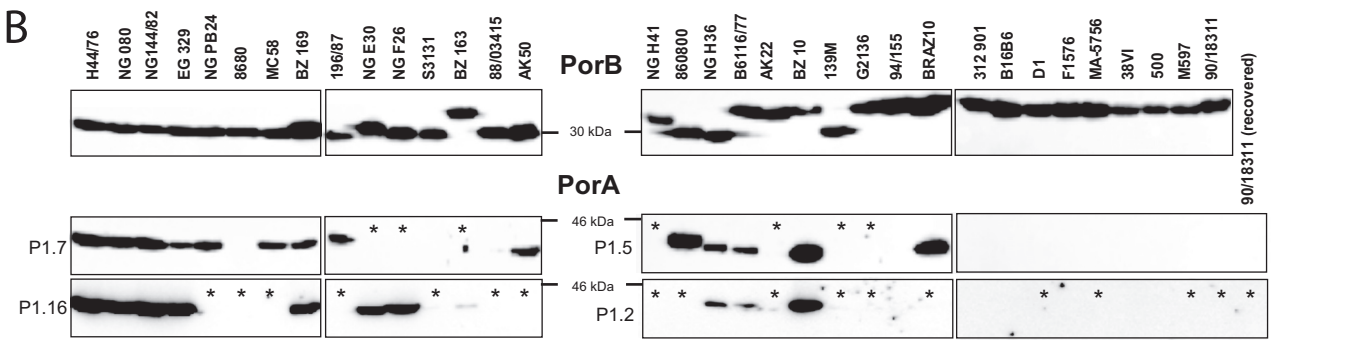 B
H44/76
NG 080
NG144/82
EG 329
NG PB24
8680
MC58
BZ 169
196/87
NG E30
NG F26
S3131
BZ 163
88/03415
AK50
PorB
NG H41
860800
NG H36
B6116/77
AK22
BZ 10
139M
G2136
94/155
BRAZ10
312 901
B16B6
D1
F1576
MA-5756
38VI
500
M597
90/18311
90/18311 (recovered)
30 kDa
PorA
46 kDa
P1.7
* * *
P1.5
* * * *
46 kDa
P1.16
* * * * * * *
P1.2
* * * * * * * * * * *